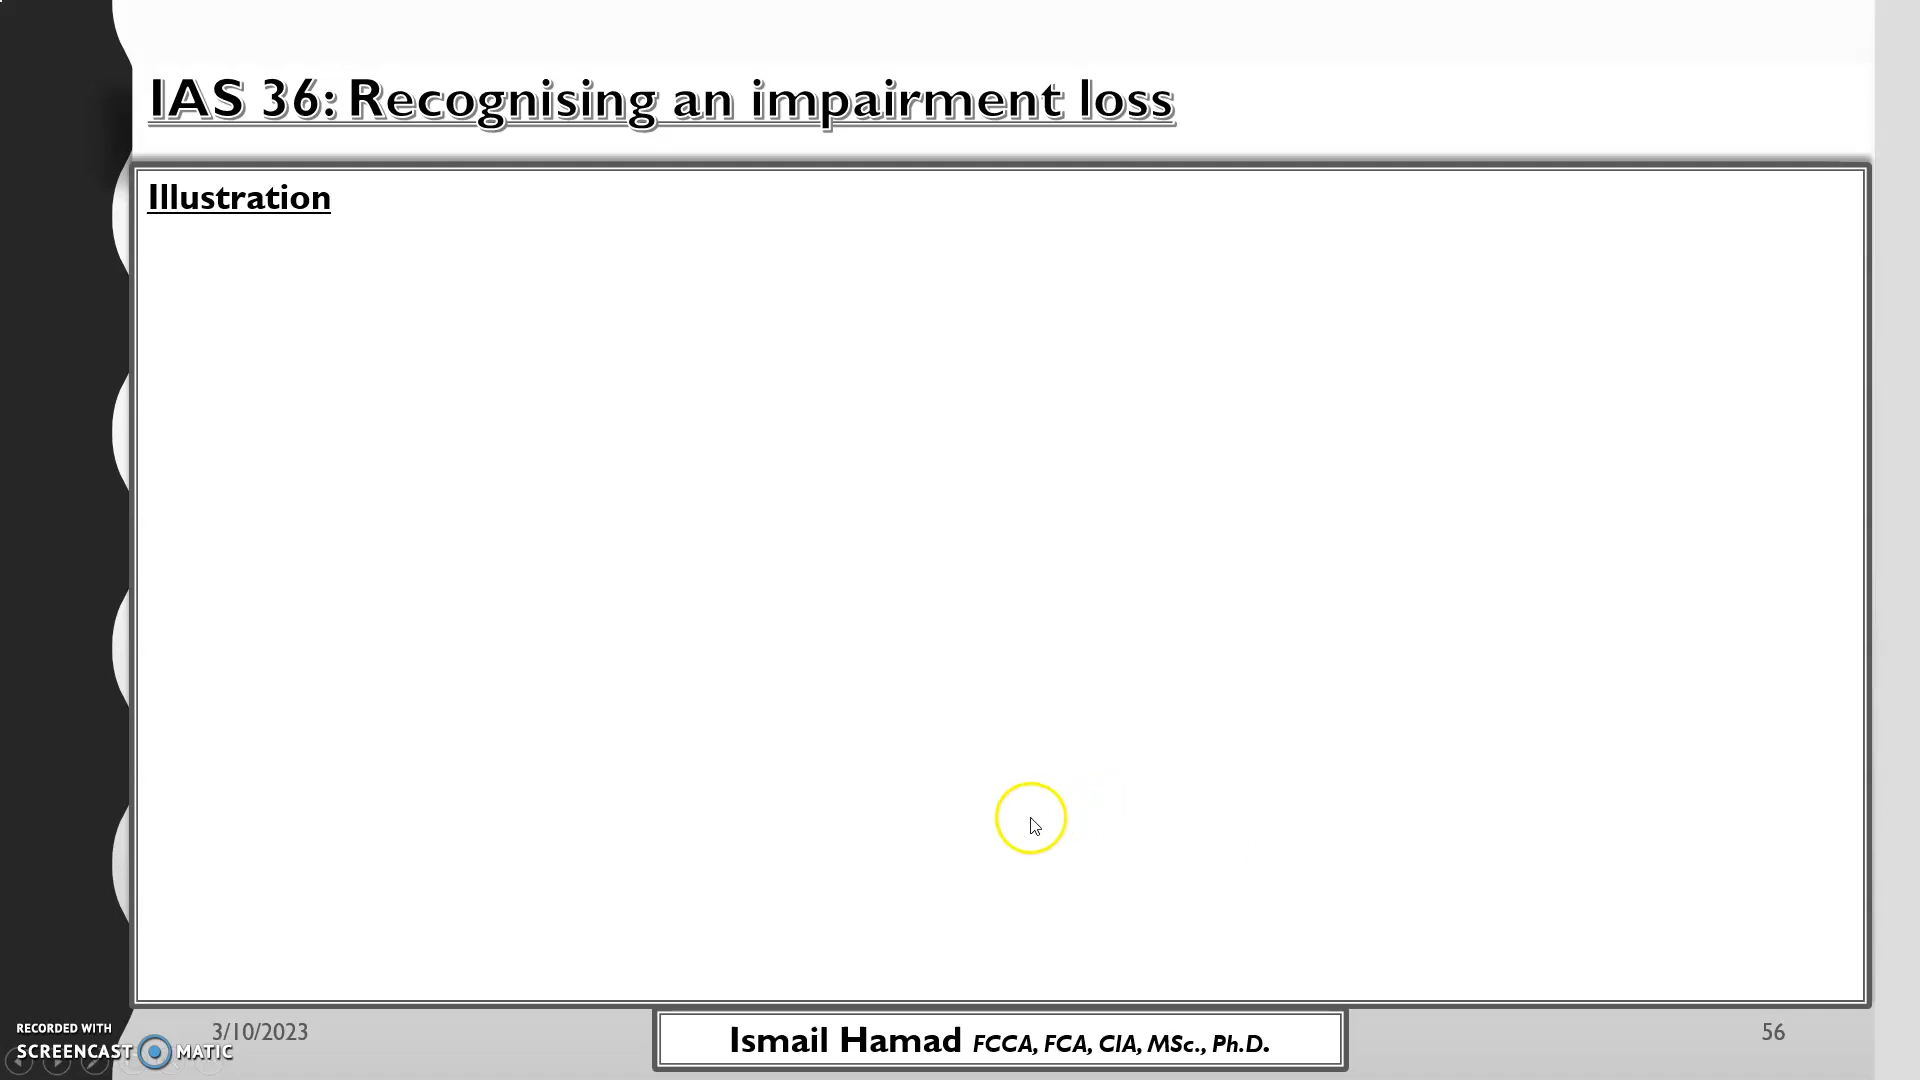 IAS 36: Recognising an impairment loss
Illustration
RECORDED WITH
SCREENCAST MATIC
3/10/2023
Ismail Hamad FCCA, FCA, CIA, MSc., Ph.D.
56